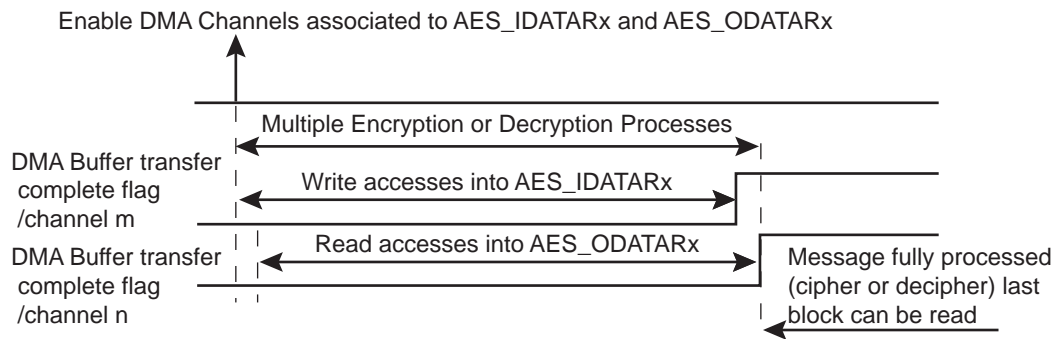 Enable DMA Channels associated to AES_IDATARx and AES_ODATARx
Multiple Encryption or Decryption Processes
DMA Buffer transfer
complete flag
/channel m
Write accesses into AES_IDATARx
DMA Buffer transfer
complete flag
/channel n
Read accesses into AES_ODATARx
Message fully processed
(cipher or decipher) last
block can be read